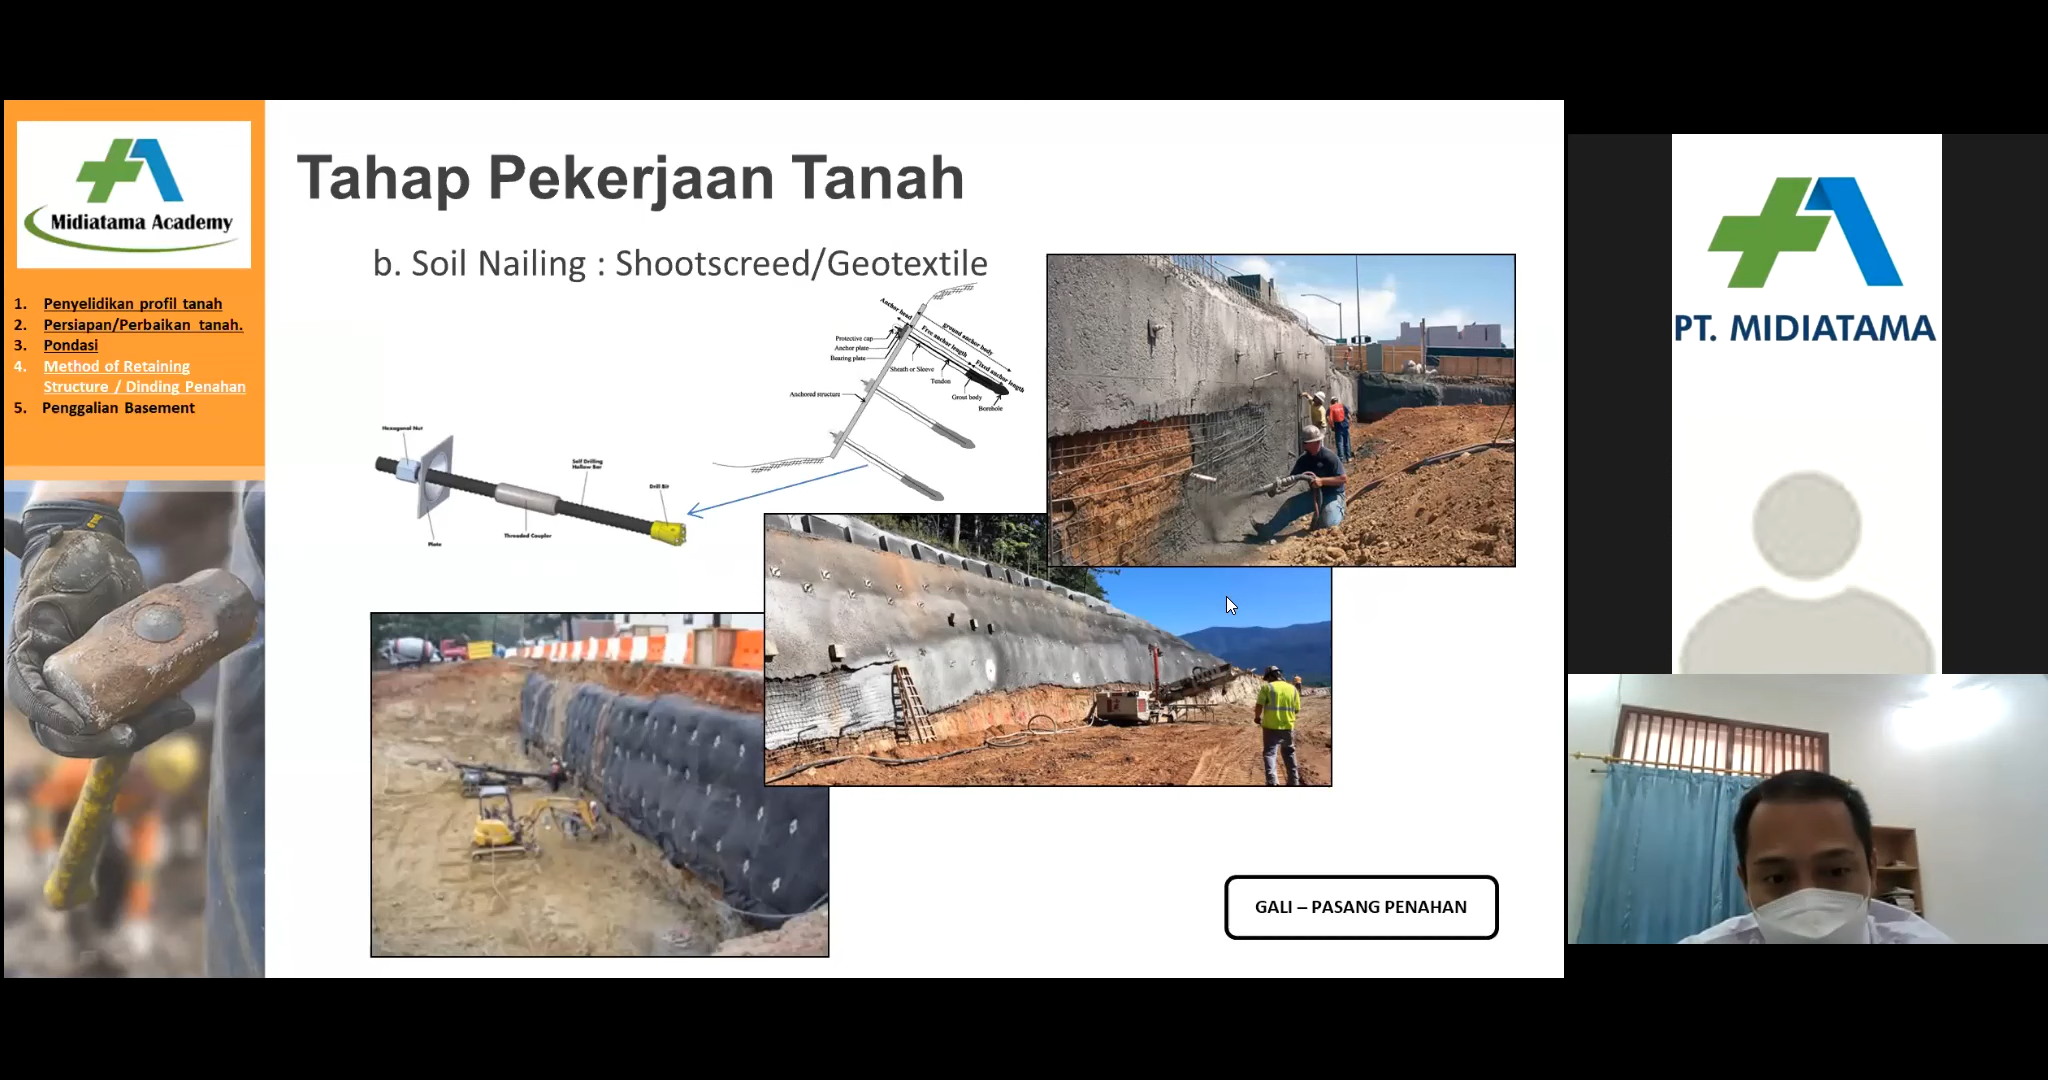 Midiatama Academy
1. Penyelidikan profil tanah
2. Persiapan/Perbaikan tanah.
3. Pondasi
4. Method of Retaining
Structure / Dinding Penahan
5. Penggalian Basement
Tahap Pekerjaan Tanah
b. Soil Nailing : Shootscreed/Geotextile
Anchor head
ground anchor body
Free anchor length
Fixed anchor length
Protective cap
Anchor plate
Bearing plate
Sheath or Sleeve
Tendon
Grout body
Borehole
Anchored structure
Hexagonal Nut
Self Drilling
Hollow Bar
Drill Bit
Plate
Threaded Coupler
GALI – PASANG PENAHAN
PT. MIDIATAMA